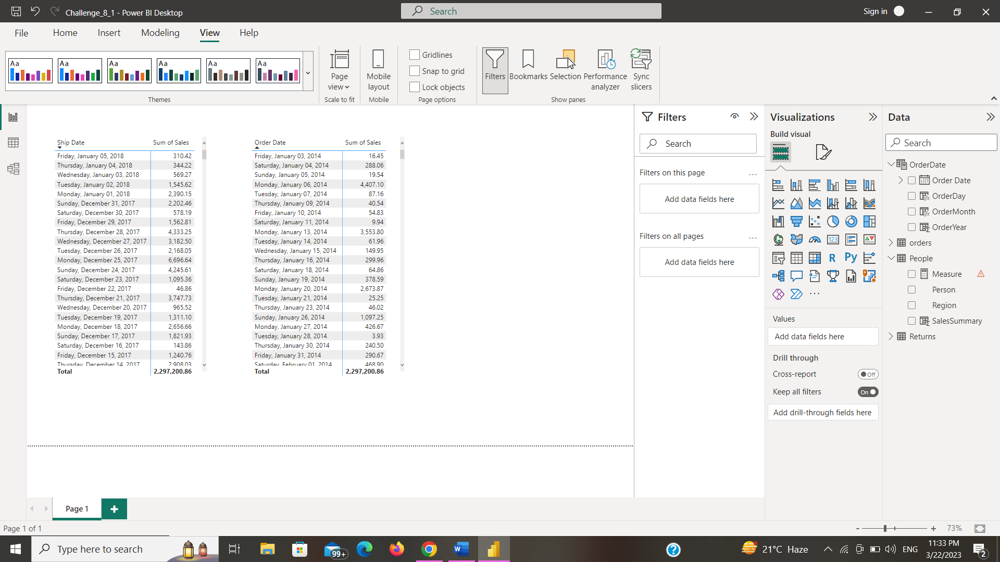 Challenge_8_1 - Power BI Desktop
Search
Sign in
File Home Insert Modeling View Help
Aa Aa Aa Aa Aa Aa
Themes
Page view
Scale to fit
Mobile layout
Mobile
Gridlines
Snap to grid
Lock objects
Page options
Filters
Bookmarks
Selection
Performance analyzer
Sync slicers
Show panes
Ship Date Sum of Sales
Friday, January 05, 2018 310.42
Thursday, January 04, 2018 344.22
Wednesday, January 03, 2018 569.27
Tuesday, January 02, 2018 1,545.62
Monday, January 01, 2018 2,390.15
Sunday, December 31, 2017 2,202.46
Saturday, December 30, 2017 578.19
Friday, December 29, 2017 1,562.81
Thursday, December 28, 2017 4,333.25
Wednesday, December 27, 2017 3,182.50
Tuesday, December 26, 2017 2,168.05
Monday, December 25, 2017 6,696.64
Sunday, December 24, 2017 4,245.61
Saturday, December 23, 2017 1,095.36
Friday, December 22, 2017 46.86
Thursday, December 21, 2017 3,747.73
Wednesday, December 20, 2017 965.52
Tuesday, December 19, 2017 1,311.10
Monday, December 18, 2017 2,656.66
Sunday, December 17, 2017 1,821.93
Saturday, December 16, 2017 143.86
Friday, December 15, 2017 1,240.76
Thursday, December 14, 2017 2,908.03
Total 2,297,200.86
Order Date Sum of Sales
Friday, January 03, 2014 16.45
Saturday, January 04, 2014 288.06
Sunday, January 05, 2014 19.54
Monday, January 06, 2014 4,407.10
Tuesday, January 07, 2014 87.16
Thursday, January 09, 2014 40.54
Friday, January 10, 2014 54.83
Saturday, January 11, 2014 9.94
Monday, January 13, 2014 3,553.80
Tuesday, January 14, 2014 61.96
Wednesday, January 15, 2014 149.95
Thursday, January 16, 2014 299.96
Saturday, January 18, 2014 64.86
Sunday, January 19, 2014 378.59
Monday, January 20, 2014 2,673.87
Tuesday, January 21, 2014 25.25
Thursday, January 23, 2014 46.02
Sunday, January 26, 2014 1,097.25
Monday, January 27, 2014 426.67
Tuesday, January 28, 2014 3.93
Thursday, January 30, 2014 240.50
Friday, January 31, 2014 290.67
Saturday, February 01, 2014 468.90
Total 2,297,200.86
Filters
Search
Filters on this page ...
Add data fields here
Filters on all pages ...
Add data fields here
Visualizations
Build visual
123
R Py
...
Values
Add data fields here
Drill through
Cross-report Off
Keep all filters On
Add drill-through fields here
Data
Search
OrderDate
Order Date
OrderDay
OrderMonth
OrderYear
orders
People
Measure
Person
Region
SalesSummary
Returns
Page 1
Page 1 of 1
- + 73%
Type here to search
99+
21°C Haze
ENG
11:33 PM
3/22/2023
2